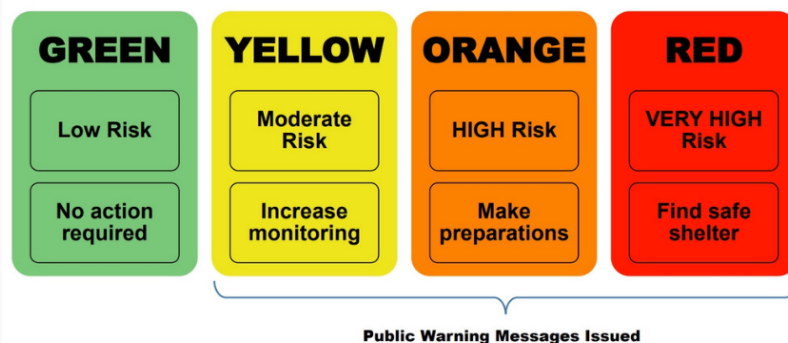 GREEN
Low Risk
No action
required
YELLOW
Moderate
Risk
Increase
monitoring
ORANGE
HIGH Risk
Make
preparations
RED
VERY HIGH
Risk
Find safe
shelter
Public Warning Messages Issued